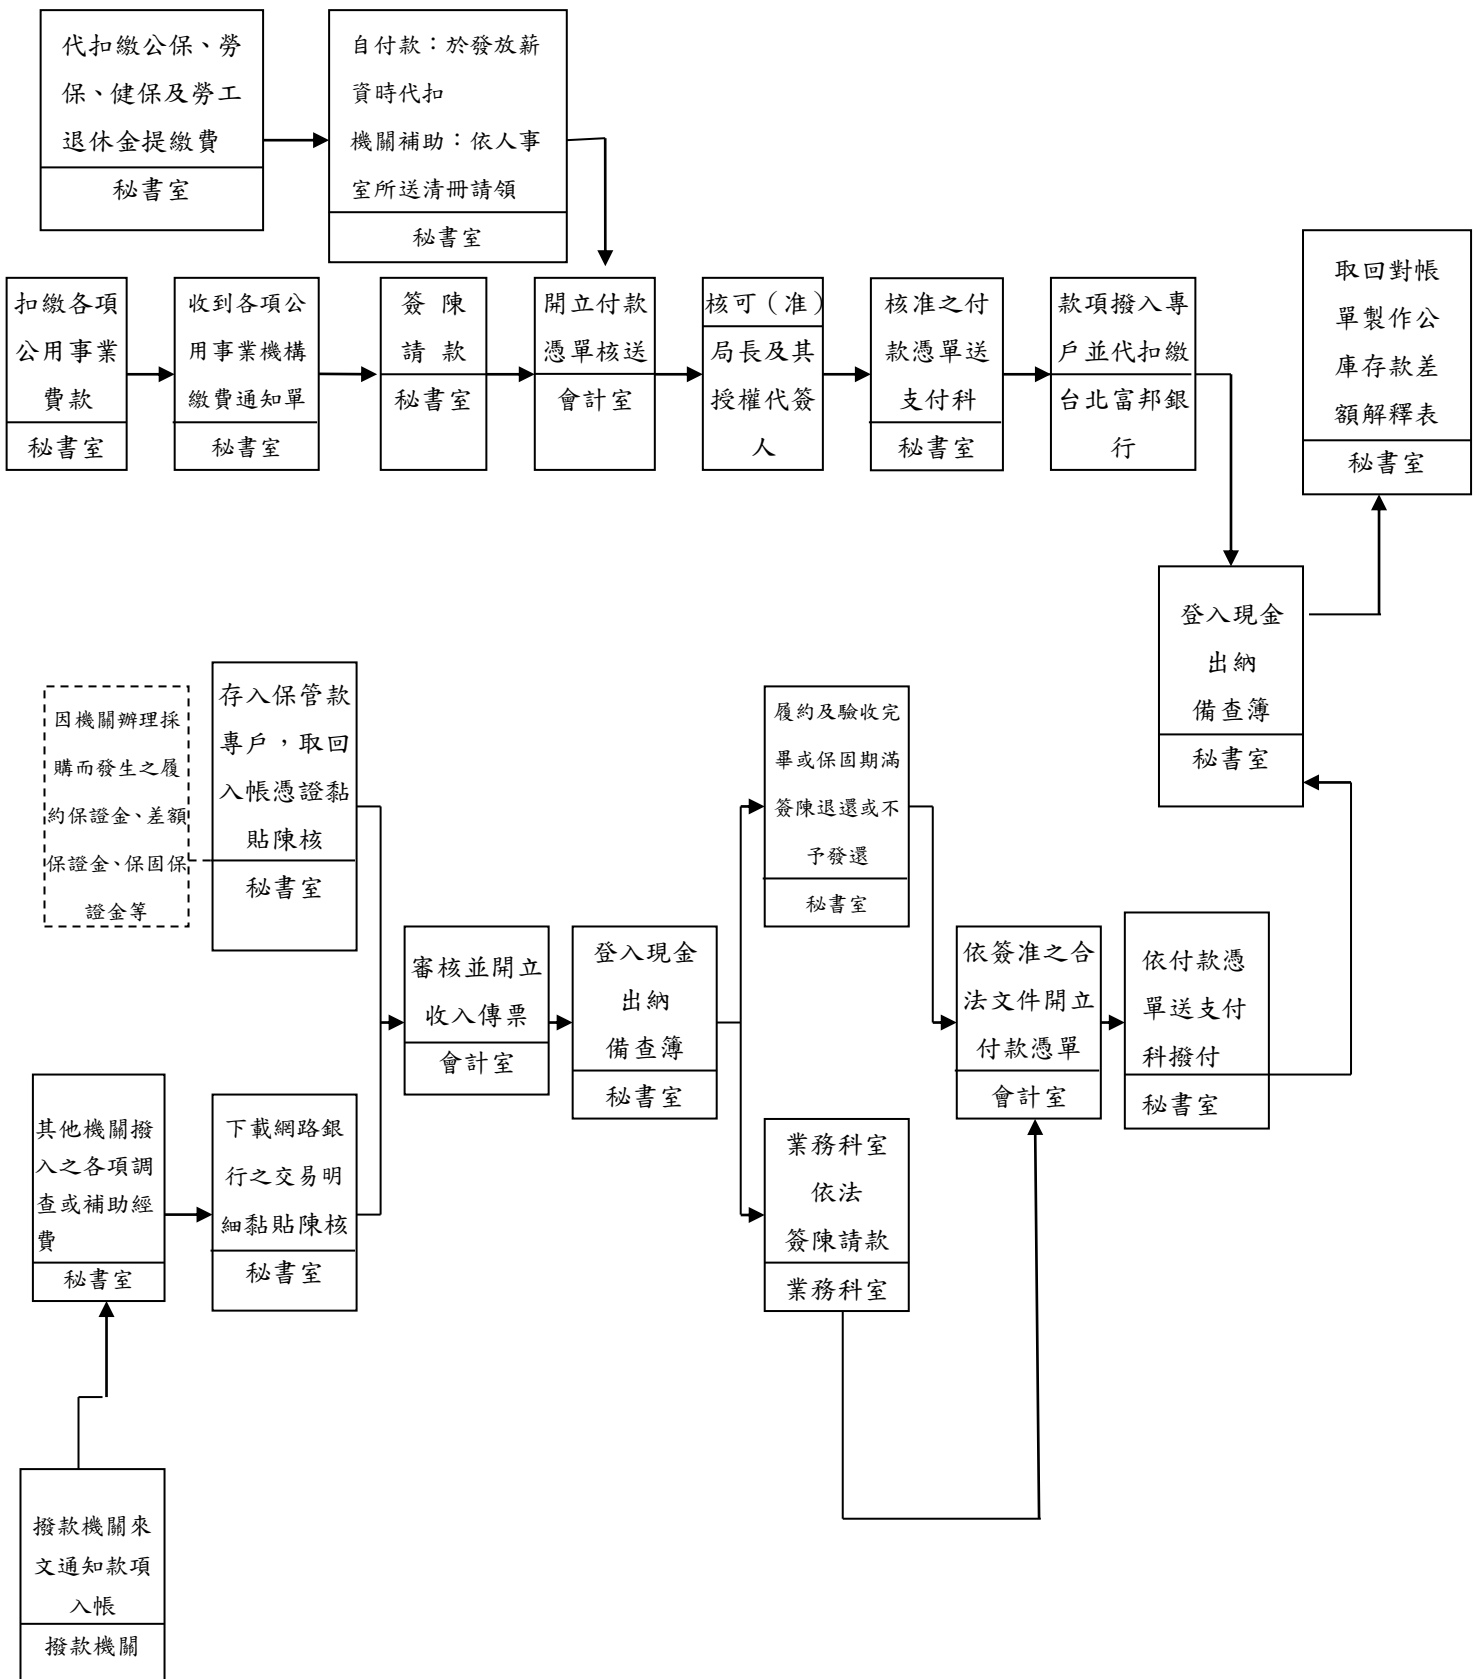 代扣繳公保、勞
保、健保及勞工
退休金提繳費
秘書室
自付款：於發放薪
資時代扣
機關補助：依人事
室所送清冊請領
秘書室
扣繳各項
公用事業
費款
秘書室
收到各項公
用事業機構
繳費通知單
秘書室
簽 陳
請 款
秘書室
開立付款
憑單核送
會計室
核可（准）
局長及其
授權代簽
人
核准之付
款憑單送
支付科
秘書室
款項撥入專
戶並代扣繳
台北富邦銀
行
取回對帳
單製作公
庫存款差
額解釋表
秘書室
登入現金
出納
備查簿
秘書室
因機關辦理採
購而發生之履
約保證金、差額
保證金、保固保
證金等
存入保管款
專戶，取回
入帳憑證黏
貼陳核
秘書室
審核並開立
收入傳票
會計室
登入現金
出納
備查簿
秘書室
履約及驗收完
畢或保固期滿
簽陳退還或不
予發還
秘書室
依簽准之合
法文件開立
付款憑單
會計室
依付款憑
單送支付
科撥付
秘書室
其他機關撥
入之各項調
查或補助經
費
秘書室
下載網路銀
行之交易明
細黏貼陳核
秘書室
業務科室
依法
簽陳請款
業務科室
撥款機關來
文通知款項
入帳
撥款機關